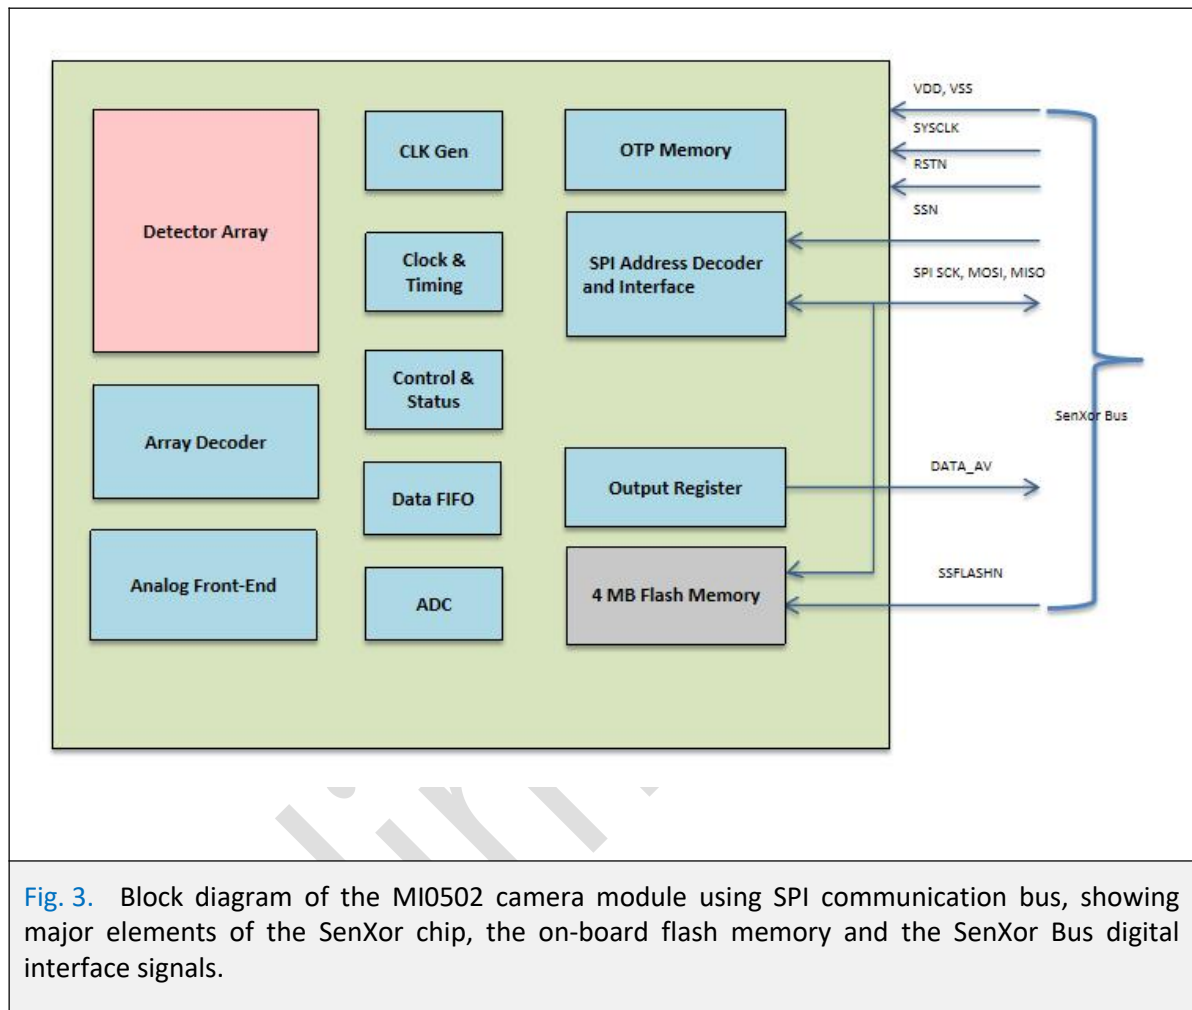 Detector Array
Array Decoder
Analog Front-End
CLK Gen
Clock &
Timing
Control &
Status
Data FIFO
ADC
OTP Memory
SPI Address Decoder
and Interface
Output Register
4 MB Flash Memory
VDD, VSS
SYSCLK
RSTN
SSN
SPI SCK, MOSI, MISO
SenXor Bus
DATA_AV
SSFLASHN
Fig. 3. Block diagram of the MI0502 camera module using SPI communication bus, showing
major elements of the SenXor chip, the on-board flash memory and the SenXor Bus digital
interface signals.